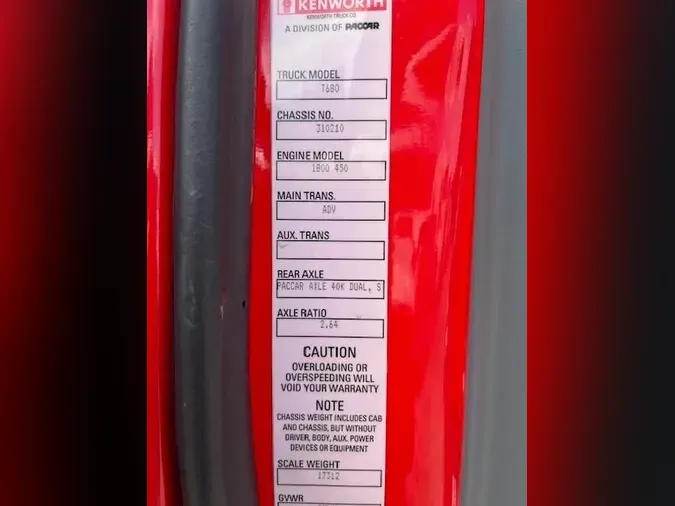 KENWORTH
KENWORTH TRUCK CO.
A DIVISION OF PACCAR
TRUCK MODEL
T680
CHASSIS NO.
310210
ENGINE MODEL
1800 450
MAIN TRANS.
ADV
AUX. TRANS
REAR AXLE
PACCAR AXLE 40K DUAL, S
AXLE RATIO
2.64
CAUTION
OVERLOADING OR
OVERSPEEDING WILL
VOID YOUR WARRANTY
NOTE
CHASSIS WEIGHT INCLUDES CAB
AND CHASSIS, BUT WITHOUT
DRIVER, BODY, AUX. POWER
DEVICES OR EQUIPMENT
SCALE WEIGHT
17312
GVWR